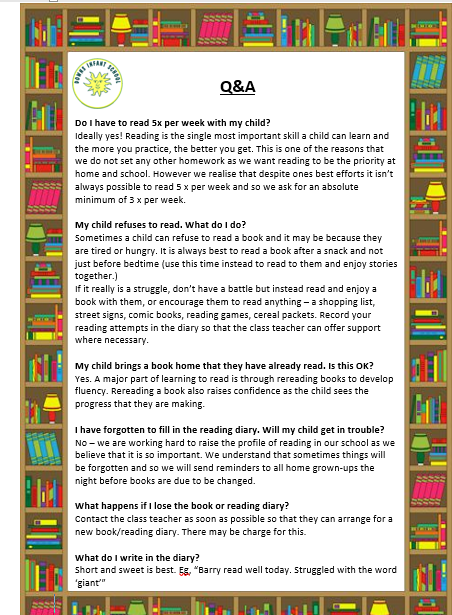 DOWNS INFANT SCHOOL
Q&A
Do I have to read 5x per week with my child?
Ideally yes! Reading is the single most important skill a child can learn and
the more you practice, the better you get. This is one of the reasons that
we do not set any other homework as we want reading to be the priority at
home and school. However we realise that despite ones best efforts it isn't
always possible to read 5 x per week and so we ask for an absolute
minimum of 3 x per week.
My child refuses to read. What do I do?
Sometimes a child can refuse to read a book and it may be because they
are tired or hungry. It is always best to read a book after a snack and not
just before bedtime (use this time instead to read to them and enjoy stories
together.)
If it really is a struggle, don't have a battle but instead read and enjoy a
book with them, or encourage them to read anything – a shopping list,
street signs, comic books, reading games, cereal packets. Record your
reading attempts in the diary so that the class teacher can offer support
where necessary.
My child brings a book home that they have already read. Is this OK?
Yes. A major part of learning to read is through rereading books to develop
fluency. Rereading a book also raises confidence as the child sees the
progress that they are making.
I have forgotten to fill in the reading diary. Will my child get in trouble?
No – we are working hard to raise the profile of reading in our school as we
believe that it is so important. We understand that sometimes things will
be forgotten and so we will send reminders to all home grown-ups the
night before books are due to be changed.
What happens if I lose the book or reading diary?
Contact the class teacher as soon as possible so that they can arrange for a
new book/reading diary. There may be charge for this.
What do I write in the diary?
Short and sweet is best. Eg. "Barry read well today. Struggled with the word
'giant'"